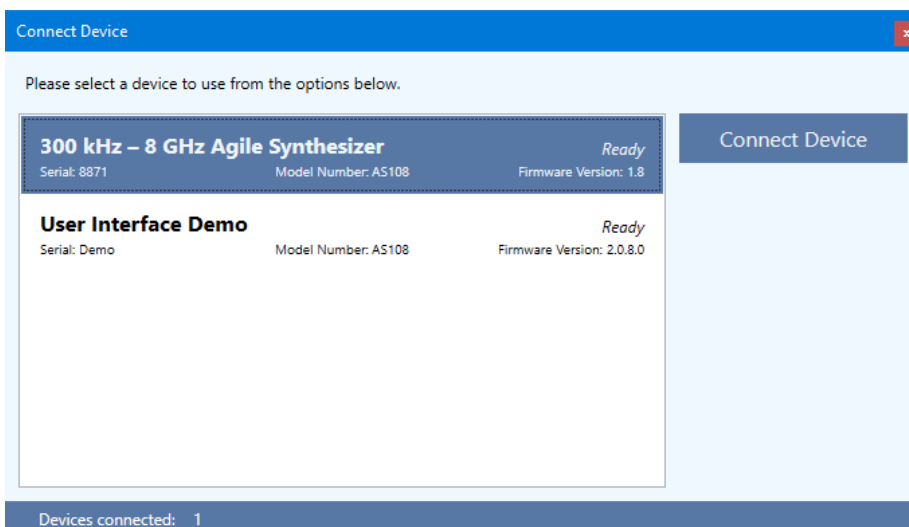 Connect Device
Please select a device to use from the options below.
300 kHz – 8 GHz Agile Synthesizer Ready
Serial: 8871 Model Number: AS108 Firmware Version: 1.8
Connect Device
User Interface Demo Ready
Serial: Demo Model Number: AS108 Firmware Version: 2.0.8.0
Devices connected: 1